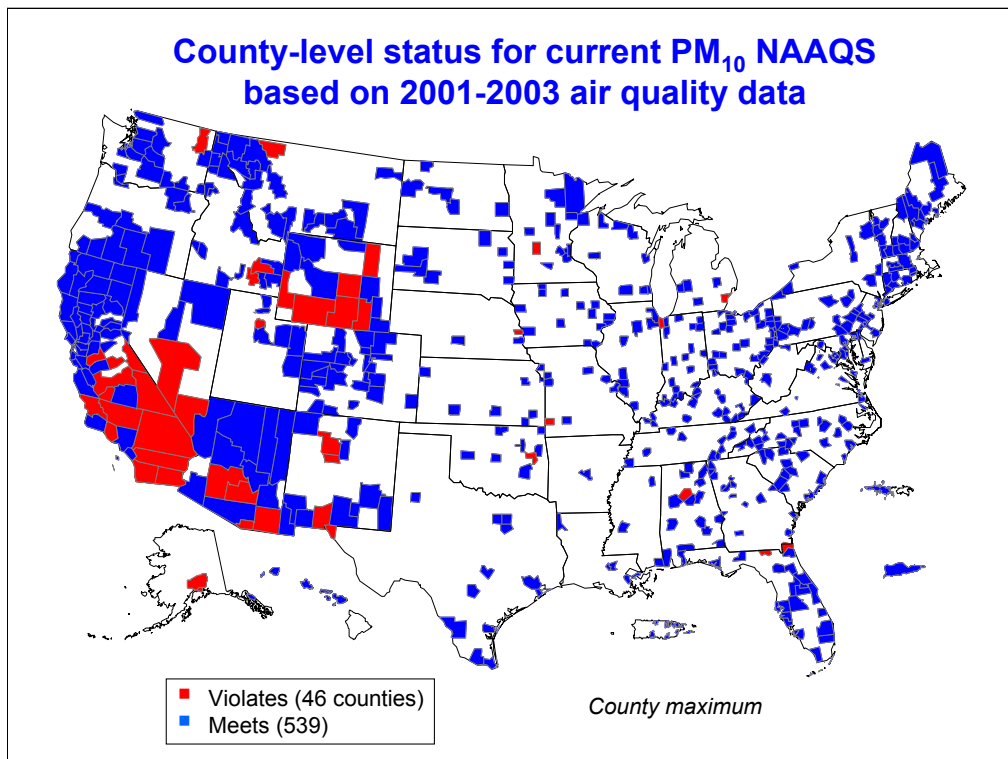 County-level status for current PM₁₀ NAAQS
based on 2001-2003 air quality data
Violates (46 counties)
Meets (539)
County maximum